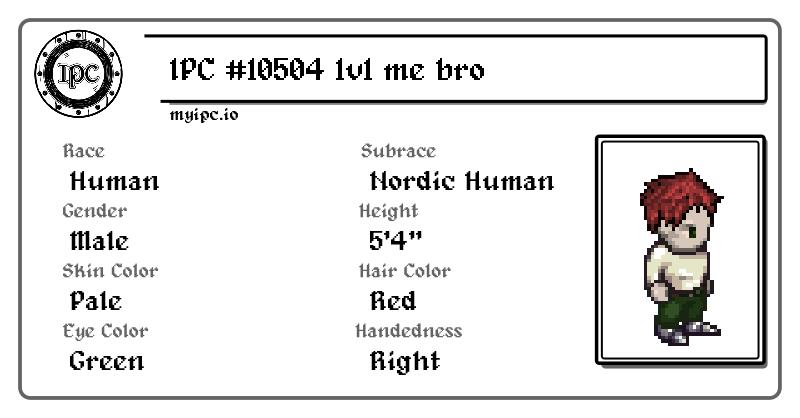 IPC
IPC #10504 lvl me bro
myipc.io
Race
Subrace
Human
Nordic Human
Gender
Height
Male
5'4"
Skin Color
Hair Color
Pale
Red
Eye Color
Handedness
Green
Right